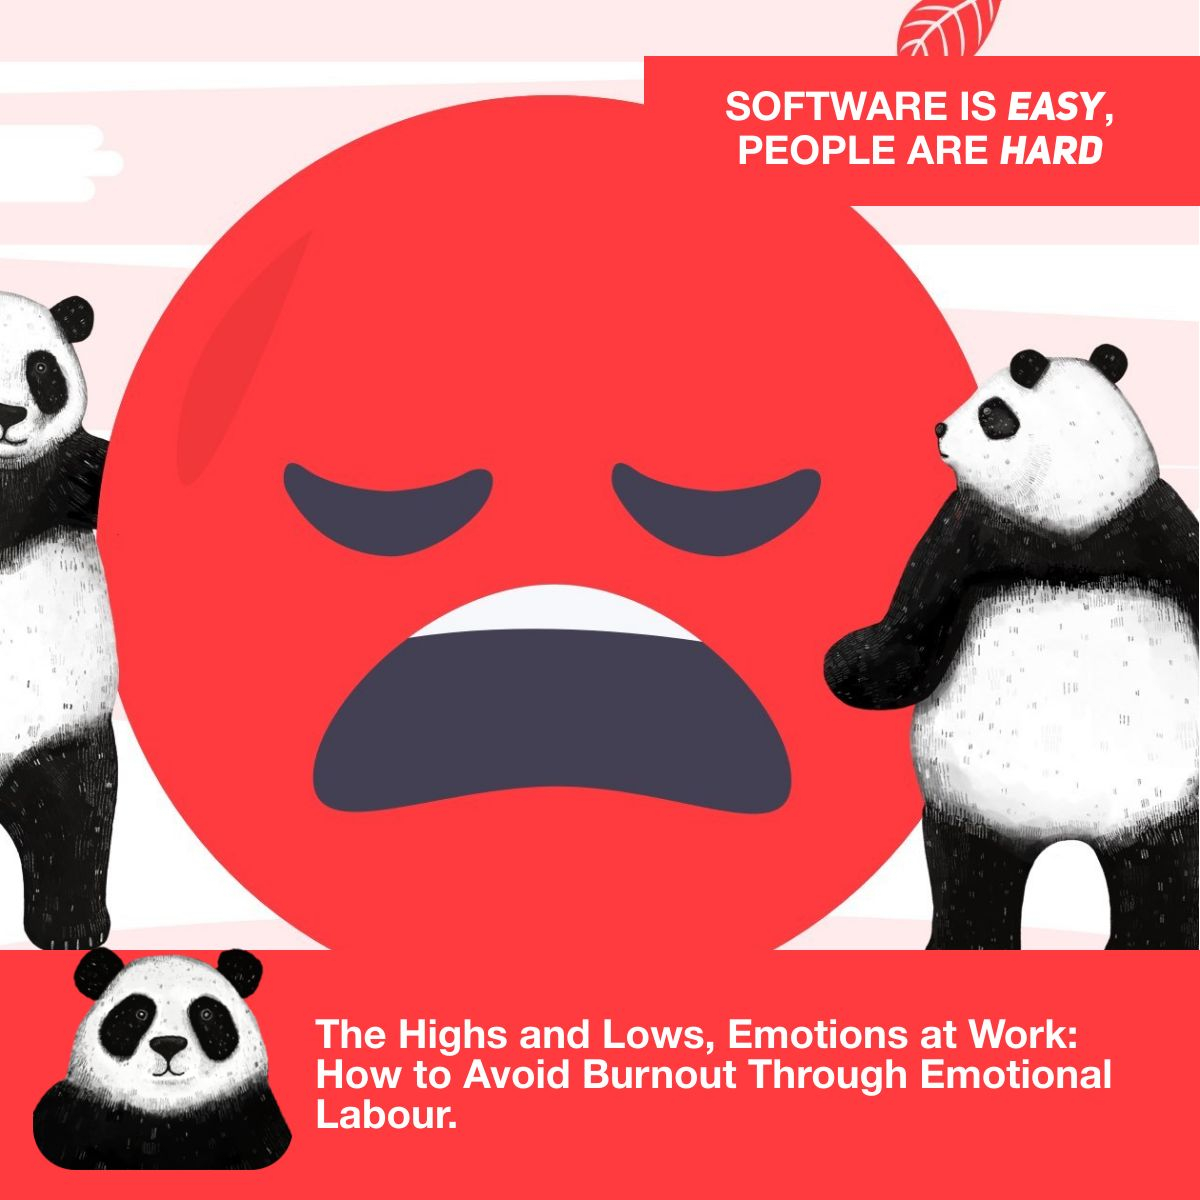 SOFTWARE IS EASY,
PEOPLE ARE HARD
The Highs and Lows, Emotions at Work:
How to Avoid Burnout Through Emotional
Labour.